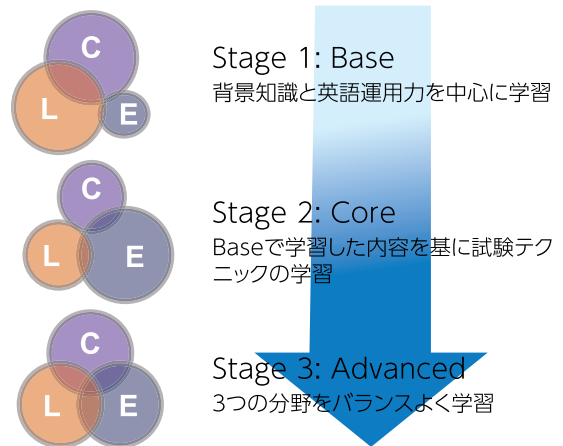 C
L
E
Stage 1: Base
背景知識と英語運用力を中心に学習
C
L
E
Stage 2: Core
Baseで学習した内容を基に試験テク
ニックの学習
C
L
E
Stage 3: Advanced
3つの分野をバランスよく学習